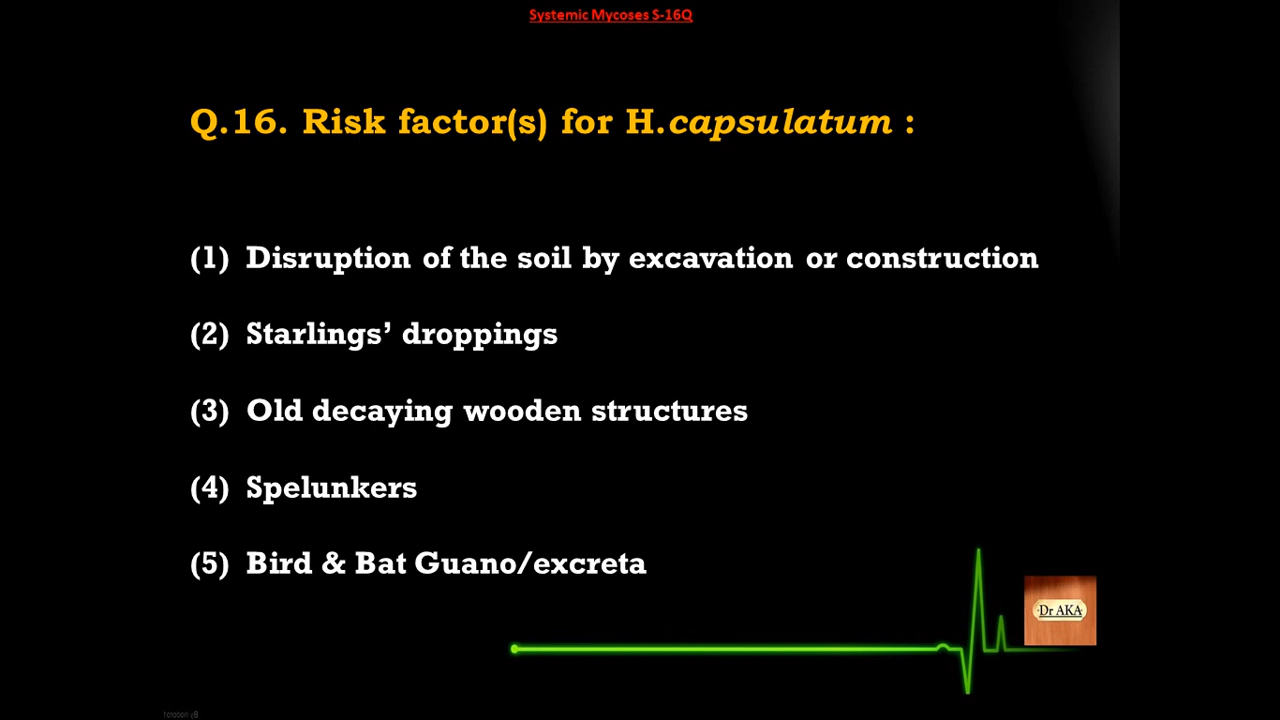 Systemic Mycoses S-16Q
Q.16. Risk factor(s) for H.capsulatum :
(1) Disruption of the soil by excavation or construction
(2) Starlings’ droppings
(3) Old decaying wooden structures
(4) Spelunkers
(5) Bird & Bat Guano/excreta
Dr AKA